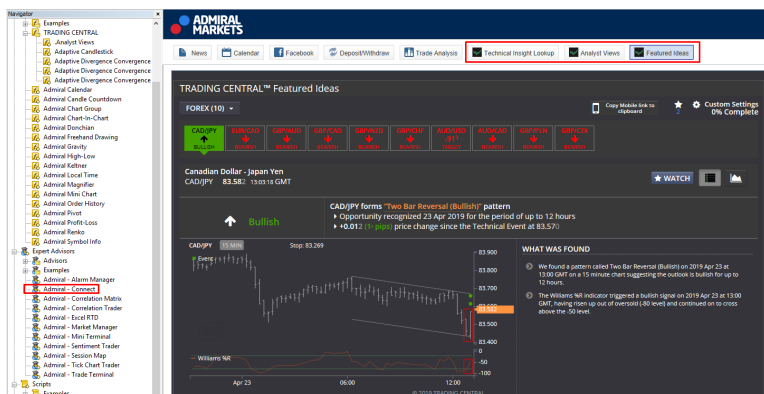 Navigator
Examples
TRADING CENTRAL
.Analyst Views
Adaptive Candlestick
Adaptive Divergence Convergence
Adaptive Divergence Convergence
Adaptive Divergence Convergence
Admiral Calendar
Admiral Candle Countdown
Admiral Chart Group
Admiral Chart-In-Chart
Admiral Donchian
Admiral Freehand Drawing
Admiral Gravity
Admiral High-Low
Admiral Keltner
Admiral Local Time
Admiral Magnifier
Admiral Mini Chart
Admiral Order History
Admiral Pivot
Admiral Profit-Loss
Admiral Renko
Admiral Symbol Info
Expert Advisors
Advisors
Examples
Admiral - Alarm Manager
Admiral - Connect
Admiral - Correlation Matrix
Admiral - Correlation Trader
Admiral - Excel RTD
Admiral - Market Manager
Admiral - Mini Terminal
Admiral - Sentiment Trader
Admiral - Session Map
Admiral - Tick Chart Trader
Admiral - Trade Terminal
Scripts
Examples
ADMIRAL
MARKETS
News Calendar Facebook Deposit/Withdraw Trade Analysis Technical Insight Lookup Analyst Views Featured Ideas
TRADING CENTRAL™ Featured Ideas
FOREX (10)
Copy Mobile link to
clipboard
2
Custom Settings
0% Complete
CAD/JPY EUR/CAD GBP/AUD GBP/CAD GBP/NZD GBP/CHF AUD/USD AUD/CAD GBP/PLN
BULLISH BEARISH BEARISH BEARISH BEARISH BEARISH BEARISH BEARISH BEARISH
Canadian Dollar - Japan Yen
CAD/JPY 83.582 13:03:18 GMT
WATCH
Bullish
CAD/JPY forms "Two Bar Reversal (Bullish)" pattern
Opportunity recognized 23 Apr 2019 for the period of up to 12 hours
+0.012 (1 pips) price change since the Technical Event at 83.570
CAD/JPY 15 MIN Stop: 83.269
Event
83.900
83.800
83.700
83.600
83.582
83.500
83.400
Williams %R
0
-50
-100
Apr 23 06:00 12:00
© 2019 TRADING CENTRAL
WHAT WAS FOUND
We found a pattern called Two Bar Reversal (Bullish) on 2019 Apr 23 at
13:00 GMT on a 15 minute chart suggesting the outlook is bullish for up to
12 hours.
The Williams %R indicator triggered a bullish signal on 2019 Apr 23 at 13:00
GMT, having risen up out of oversold (-80 level) and continued on to cross
above the -50 level.